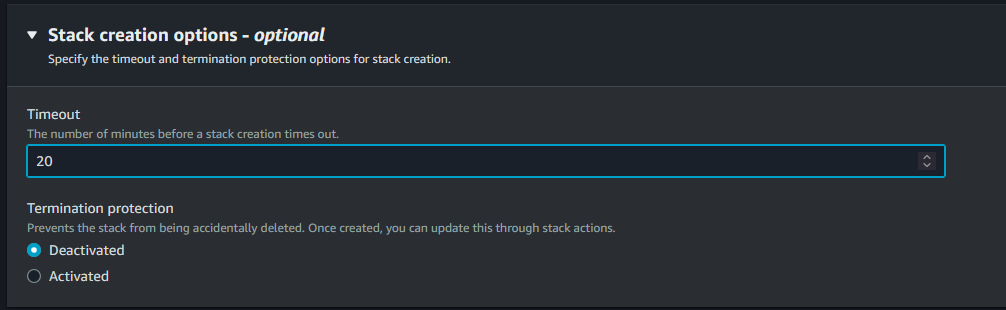 Stack creation options - optional
Specify the timeout and termination protection options for stack creation.
Timeout
The number of minutes before a stack creation times out.
20
Termination protection
Prevents the stack from being accidentally deleted. Once created, you can update this through stack actions.
Deactivated
Activated